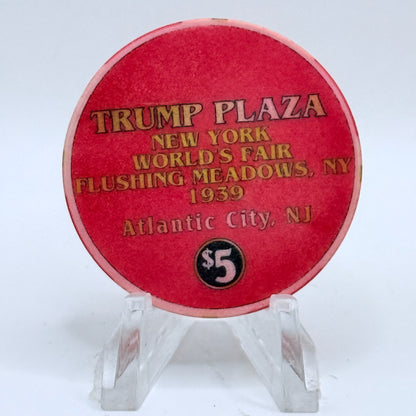 TRUMP PLAZA
NEW YORK
WORLD'S FAIR
FLUSHING MEADOWS, NY
1939
Atlantic City, NJ
$5